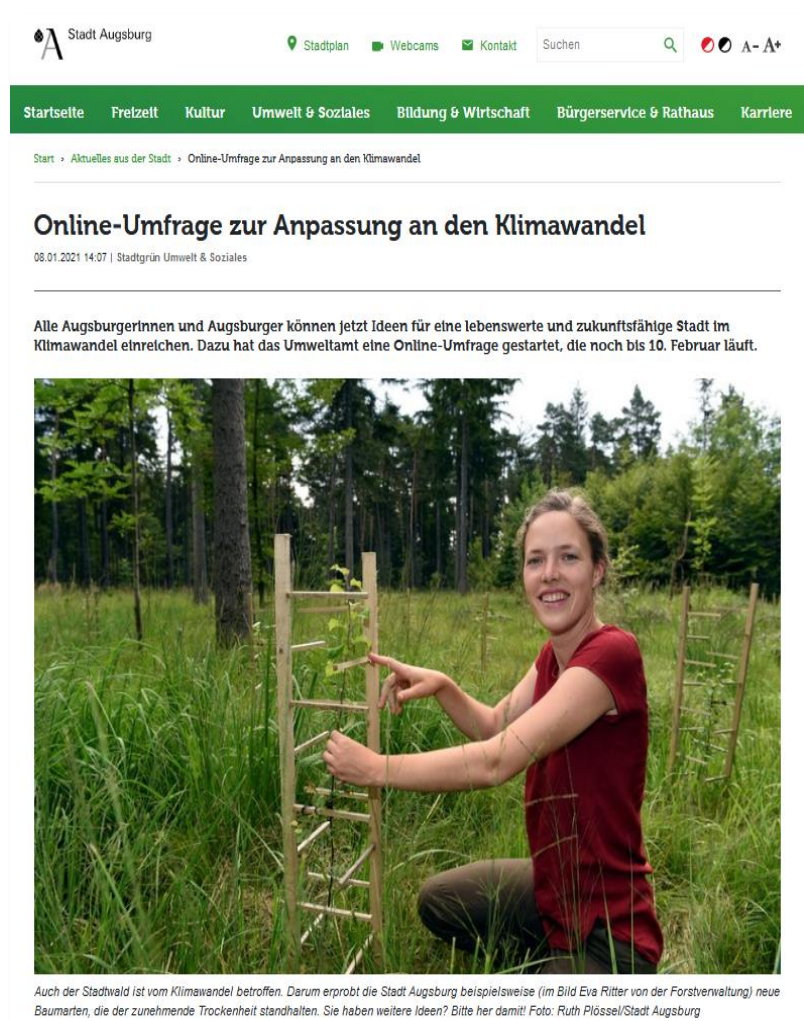 Stadt Augsburg
Stadtplan Webcams Kontakt Suchen A- A+
Startseite Freizeit Kultur Umwelt & Soziales Bildung & Wirtschaft Bürgerservice & Rathaus Karriere
Start › Aktuelles aus der Stadt › Online-Umfrage zur Anpassung an den Klimawandel
Online-Umfrage zur Anpassung an den Klimawandel
08.01.2021 14:07 | Stadtgrün Umwelt & Soziales
Alle Augsburgerinnen und Augsburger können jetzt Ideen für eine lebenswerte und zukunftsfähige Stadt im
Klimawandel einreichen. Dazu hat das Umweltamt eine Online-Umfrage gestartet, die noch bis 10. Februar läuft.
Auch der Stadtwald ist vom Klimawandel betroffen. Darum erprobt die Stadt Augsburg beispielsweise (im Bild Eva Ritter von der Forstverwaltung) neue
Baumarten, die der zunehmende Trockenheit standhalten. Sie haben weitere Ideen? Bitte her damit! Foto: Ruth Plössel/Stadt Augsburg